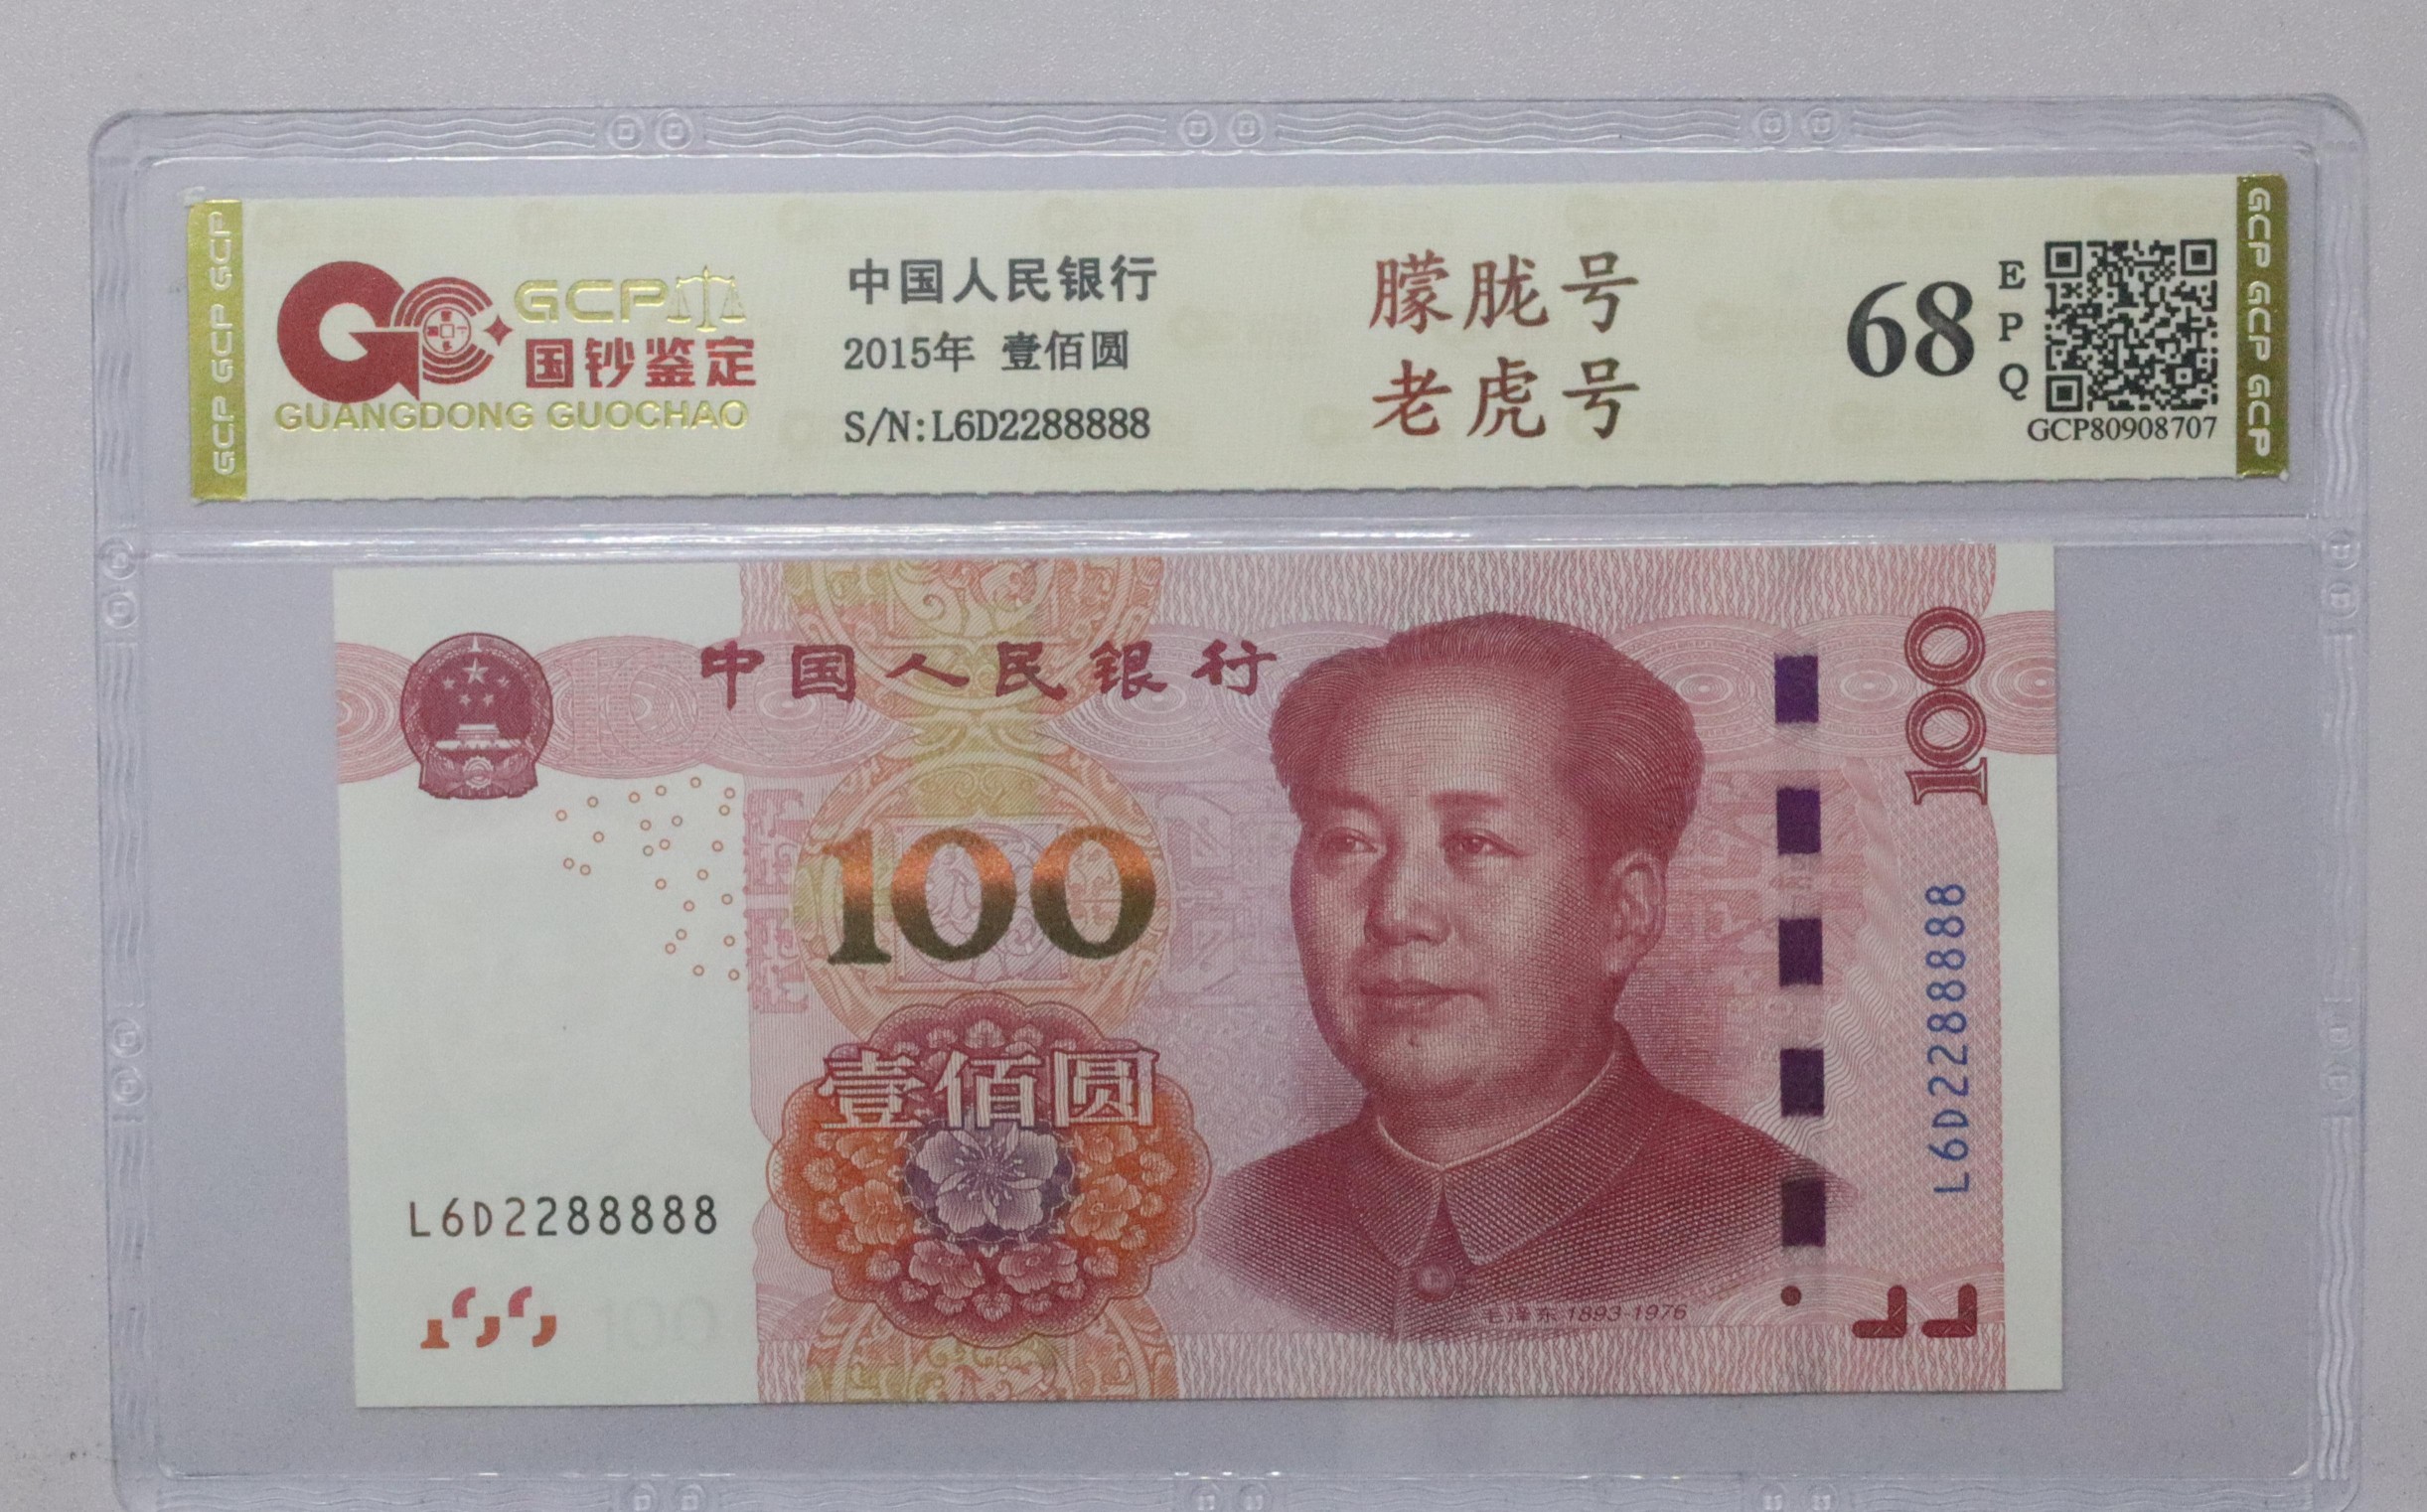 GCP GCP GCP
GCP
国钞鉴定
GUANGDONG GUOCHAO
中国人民银行
2015年 壹佰圆
S/N:L6D2288888
朦胧号
老虎号
68
EPQ
GCP80908707
GCP GCP GCP
中国人民银行
100
100
壹佰圆
L6D2288888
L6D2288888
100
毛泽东 1893-1976